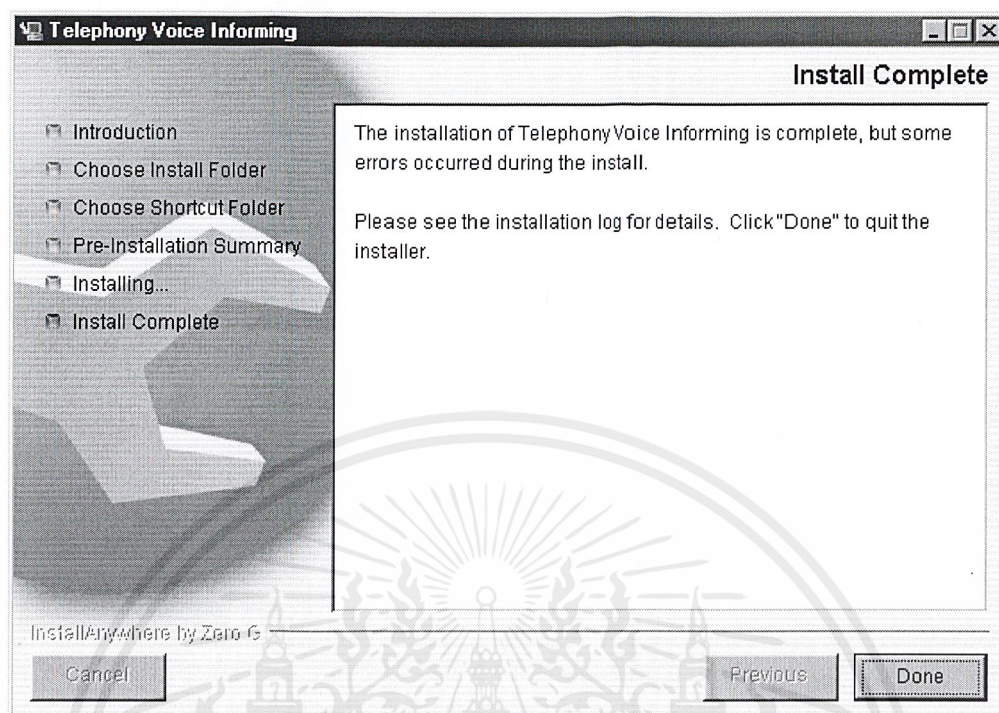 Telephony Voice Informing
Install Complete
Introduction
Choose Install Folder
Choose Shortcut Folder
Pre-Installation Summary
Installing...
Install Complete
The installation of Telephony Voice Informing is complete, but some
errors occurred during the install.
Please see the installation log for details. Click "Done" to quit the
installer.
InstallAnywhere by Zero G
Cancel
Previous
Done